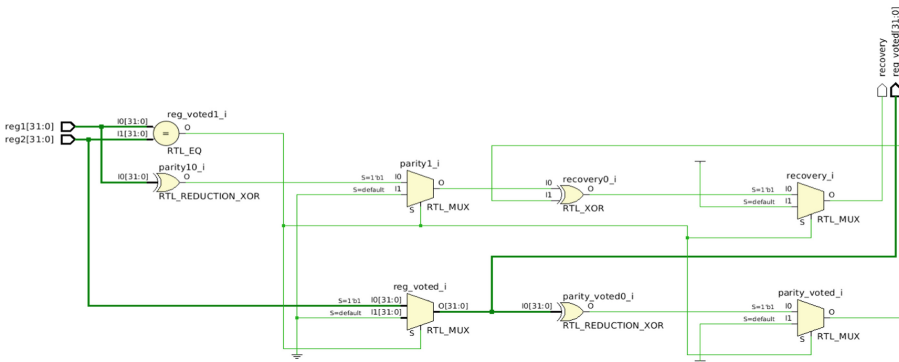 recovery
reg_voted[31:0]
reg1[31:0]
reg2[31:0]
reg_voted1_i
I0[31:0]
I1[31:0]
O
=
RTL_EQ
parity10_i
I0[31:0]
O
RTL_REDUCTION_XOR
parity1_i
S=1'b1 I0
S=default I1
O
S
RTL_MUX
recovery0_i
I0
I1
O
RTL_XOR
recovery_i
S=1'b1 I0
S=default I1
O
S
RTL_MUX
reg_voted_i
S=1'b1 I0[31:0]
S=default I1[31:0]
O[31:0]
S
RTL_MUX
parity_voted0_i
I0[31:0]
O
RTL_REDUCTION_XOR
parity_voted_i
S=1'b1 I0
S=default I1
O
S
RTL_MUX